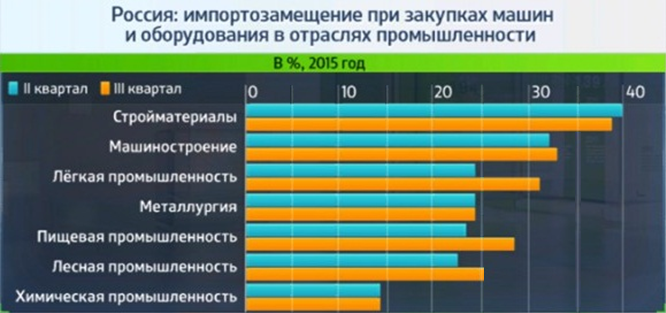 Россия: импортозамещение при закупках машин
и оборудования в отраслях промышленности
В %, 2015 год
II квартал III квартал 0 10 20 30 40
Стройматериалы
Машиностроение
Лёгкая промышленность
Металлургия
Пищевая промышленность
Лесная промышленность
Химическая промышленность